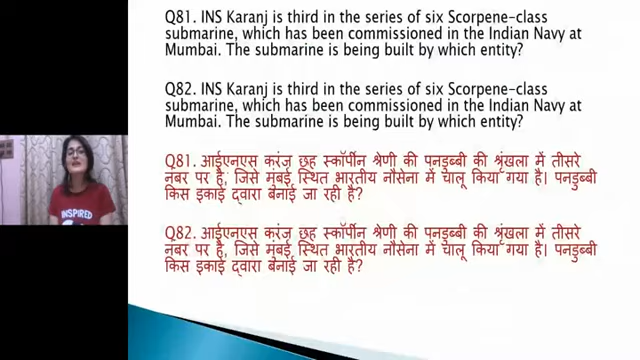 Q81. INS Karanj is third in the series of six Scorpene-class
submarine, which has been commissioned in the Indian Navy at
Mumbai. The submarine is being built by which entity?
Q82. INS Karanj is third in the series of six Scorpene-class
submarine, which has been commissioned in the Indian Navy at
Mumbai. The submarine is being built by which entity?
Q81. आईएनएस करंज छह स्कॉर्पीन श्रेणी की पनडुब्बी की श्रृंखला में तीसरे
नंबर पर है, जिसे मुंबई स्थित भारतीय नौसेना में चालू किया गया है। पनडुब्बी
किस इकाई द्वारा बनाई जा रही है?
Q82. आईएनएस करंज छह स्कॉर्पीन श्रेणी की पनडुब्बी की श्रृंखला में तीसरे
नंबर पर है, जिसे मुंबई स्थित भारतीय नौसेना में चालू किया गया है। पनडुब्बी
किस इकाई द्वारा बनाई जा रही है?
INSPIRED